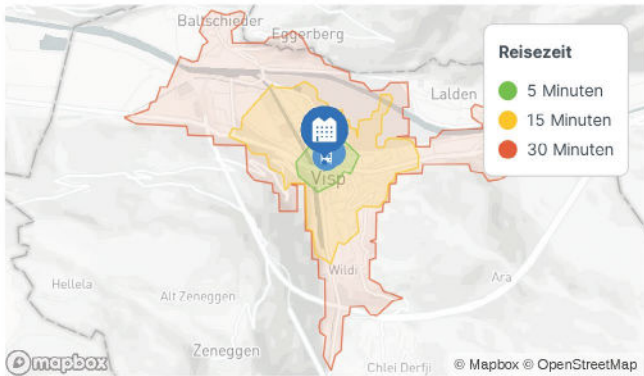 Baltschieder
Eggerberg
Reisezeit
5 Minuten
15 Minuten
30 Minuten
Lalden
Visp
Wildi
Hellela
Alt Zeneggen
Ara
Zeneggen
Chlei Derfji
mapbox
© Mapbox © OpenStreetMap